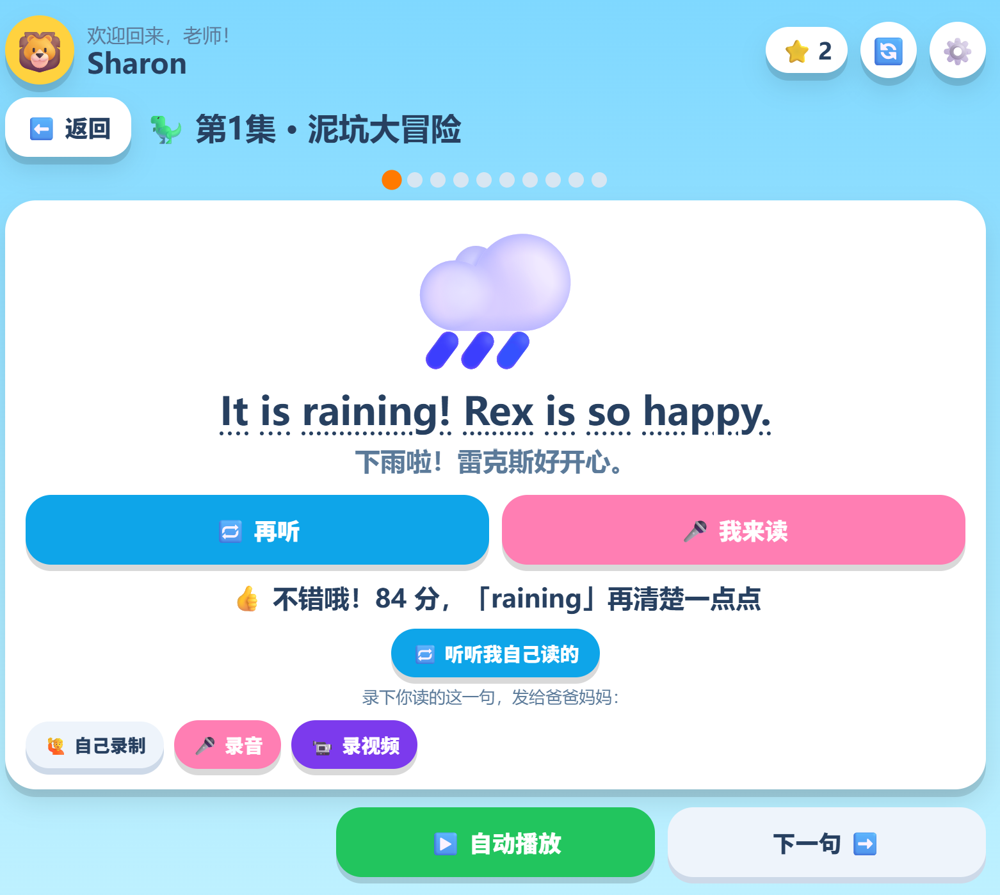 欢迎回来，老师！
Sharon
2
返回
第1集 • 泥坑大冒险
It is raining! Rex is so happy.
下雨啦！雷克斯好开心。
再听
我来读
不错哦！84 分，「raining」再清楚一点点
听听我自己读的
录下你读的这一句，发给爸爸妈妈：
自己录制
录音
录视频
自动播放
下一句